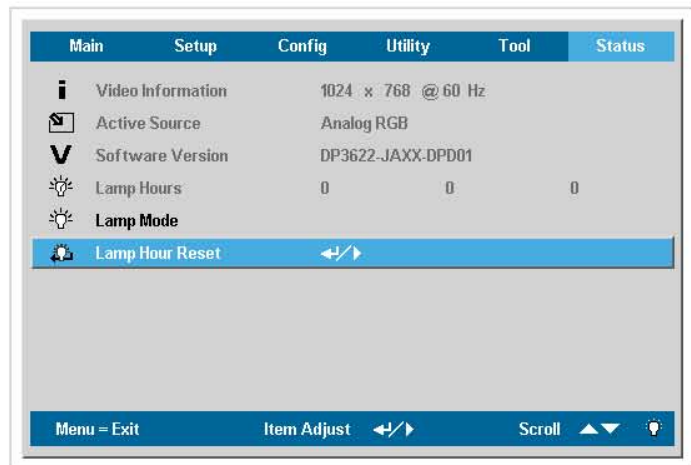 Main Setup Config Utility Tool Status
Video Information 1024 x 768 @ 60 Hz
Active Source Analog RGB
V Software Version DP3622-JAXX-DPD01
Lamp Hours 0 0 0
Lamp Mode
Lamp Hour Reset ↵/▶
Menu = Exit Item Adjust ↵/▶ Scroll ▲▼